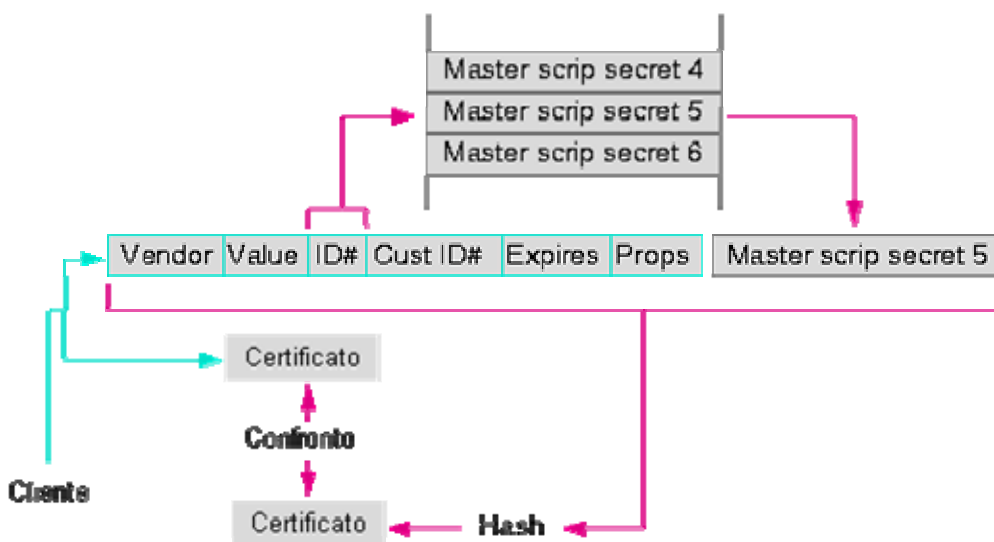 Master scrip secret 4
Master scrip secret 5
Master scrip secret 6
Vendor Value ID# Cust ID# Expires Props Master scrip secret 5
Certificato
Confronto
Cliente
Certificato Hash